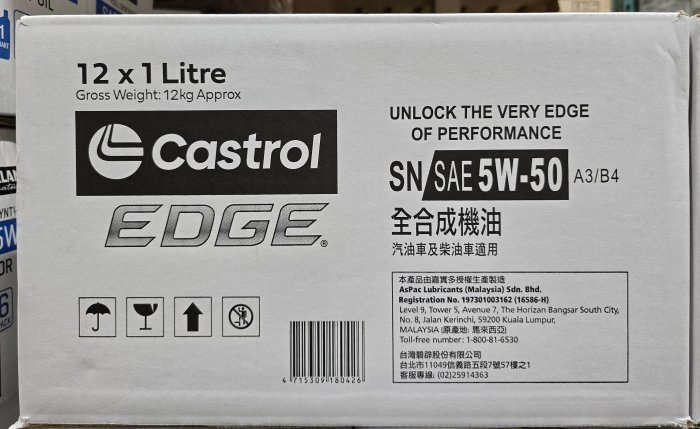 12 x 1 Litre
Gross Weight: 12kg Approx
Castrol
EDGE®
UNLOCK THE VERY EDGE
OF PERFORMANCE
SN SAE 5W-50 A3/B4
全合成機油
汽油車及柴油車適用
本產品由嘉實多授權生產製造
AsPac Lubricants (Malaysia) Sdn. Bhd.
Registration No. 197301003162 (16586-H)
Level 9, Tower 5, Avenue 7, The Horizan Bangsar South City,
No. 8, Jalan Kerinchi, 59200 Kuala Lumpur,
MALAYSIA (原產地: 馬來西亞)
Toll-free number: 1-800-81-6530
台灣碧辟股份有限公司
台北市11049信義路五段7號57樓之1
客服專線: (02)25914363
4 715309 180426